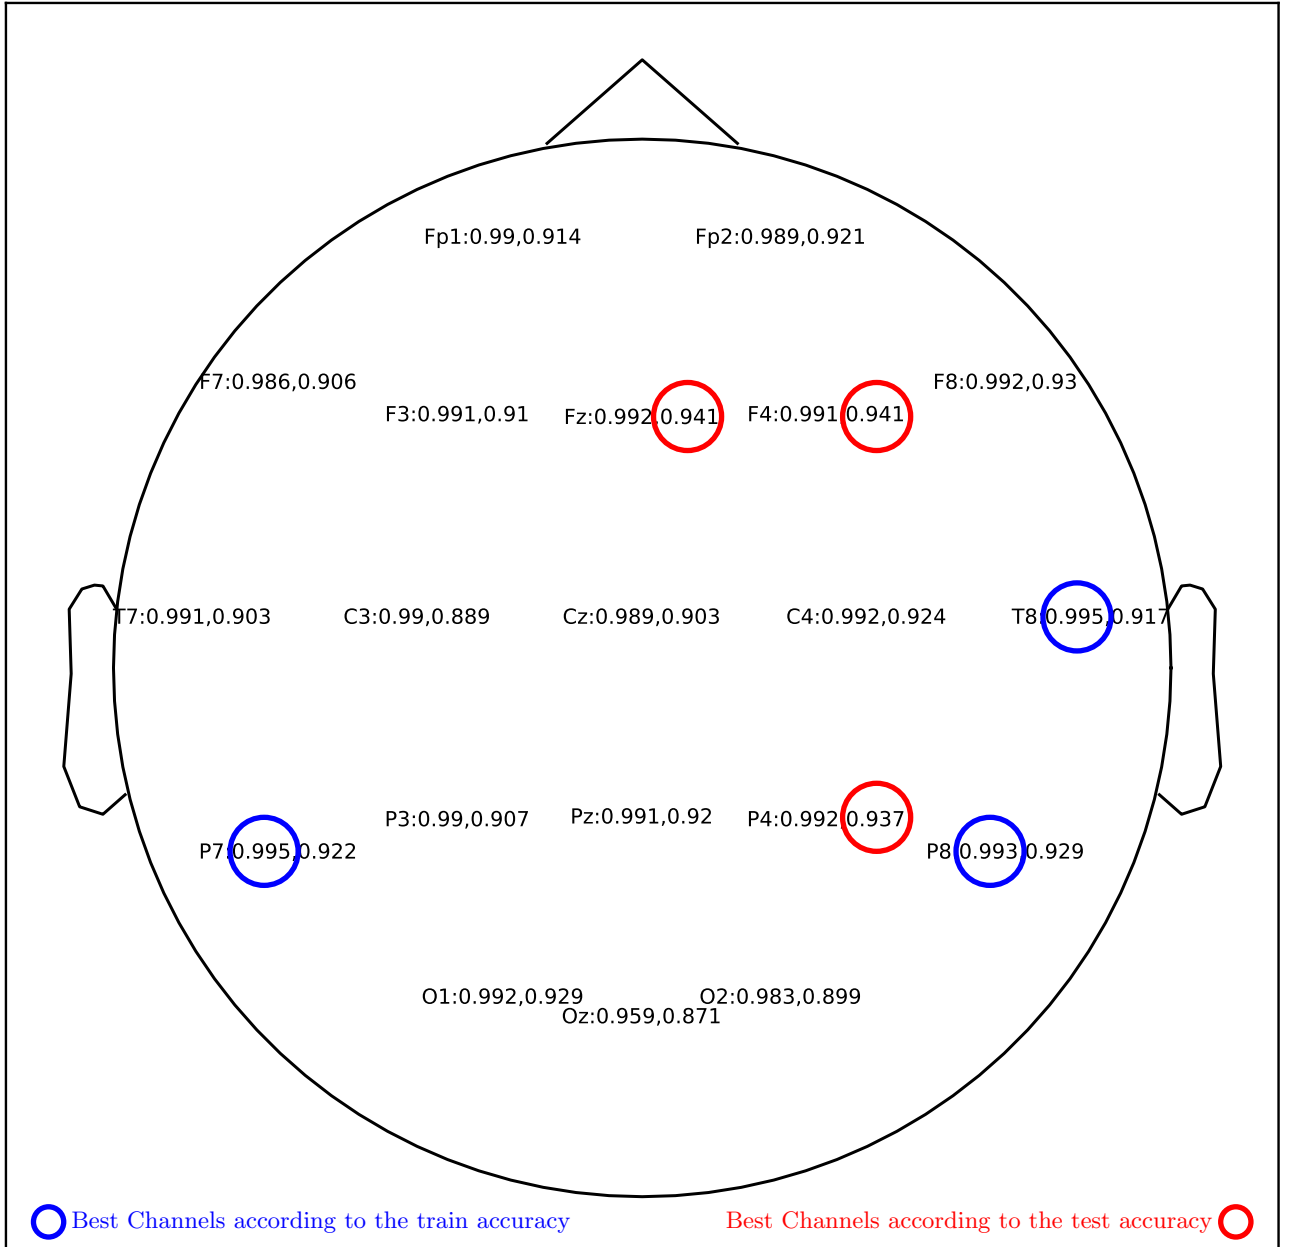 Fp1:0.99,0.914
Fp2:0.989,0.921
F7:0.986,0.906
F8:0.992,0.93
F3:0.991,0.91
Fz:0.992,0.941
F4:0.991,0.941
T7:0.991,0.903
C3:0.99,0.889
Cz:0.989,0.903
C4:0.992,0.924
T8:0.995,0.917
P3:0.99,0.907
Pz:0.991,0.92
P4:0.992,0.937
P7:0.995,0.922
P8:0.993,0.929
O1:0.992,0.929
O2:0.983,0.899
Oz:0.959,0.871
Best Channels according to the train accuracy
Best Channels according to the test accuracy